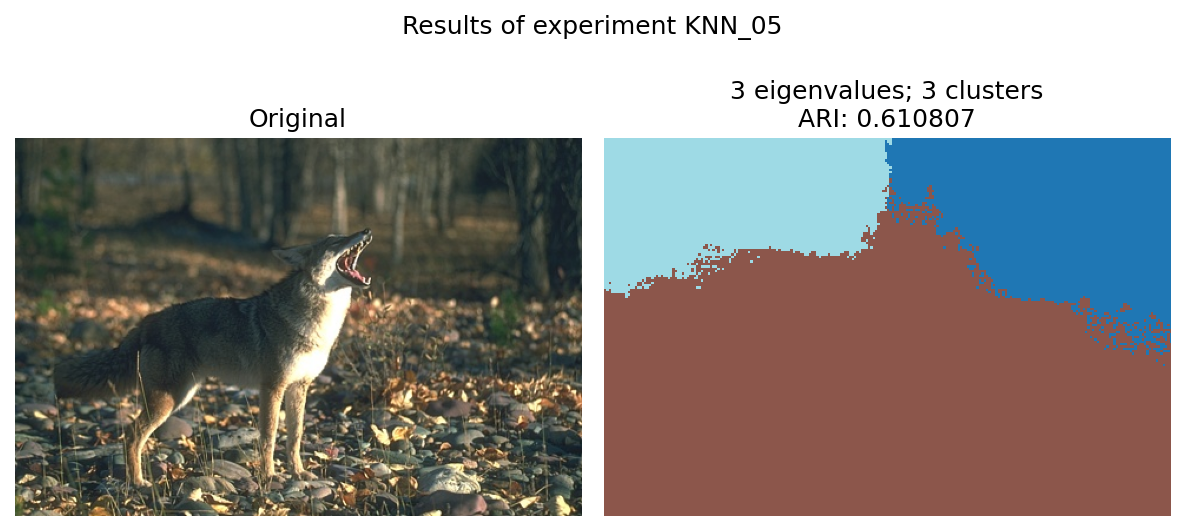 Results of experiment KNN_05
Original
3 eigenvalues; 3 clusters
ARI: 0.610807